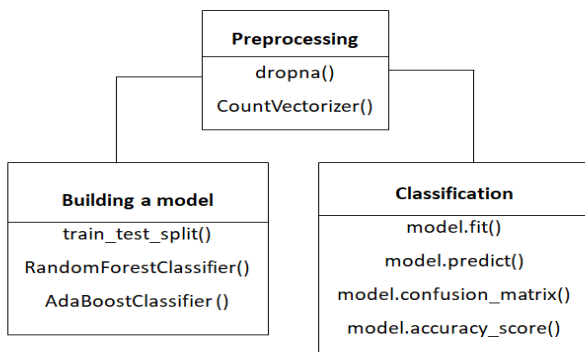 Preprocessing
dropna()
CountVectorizer()
Building a model
train_test_split()
RandomForestClassifier()
AdaBoostClassifier()
Classification
model.fit()
model.predict()
model.confusion_matrix()
model.accuracy_score()